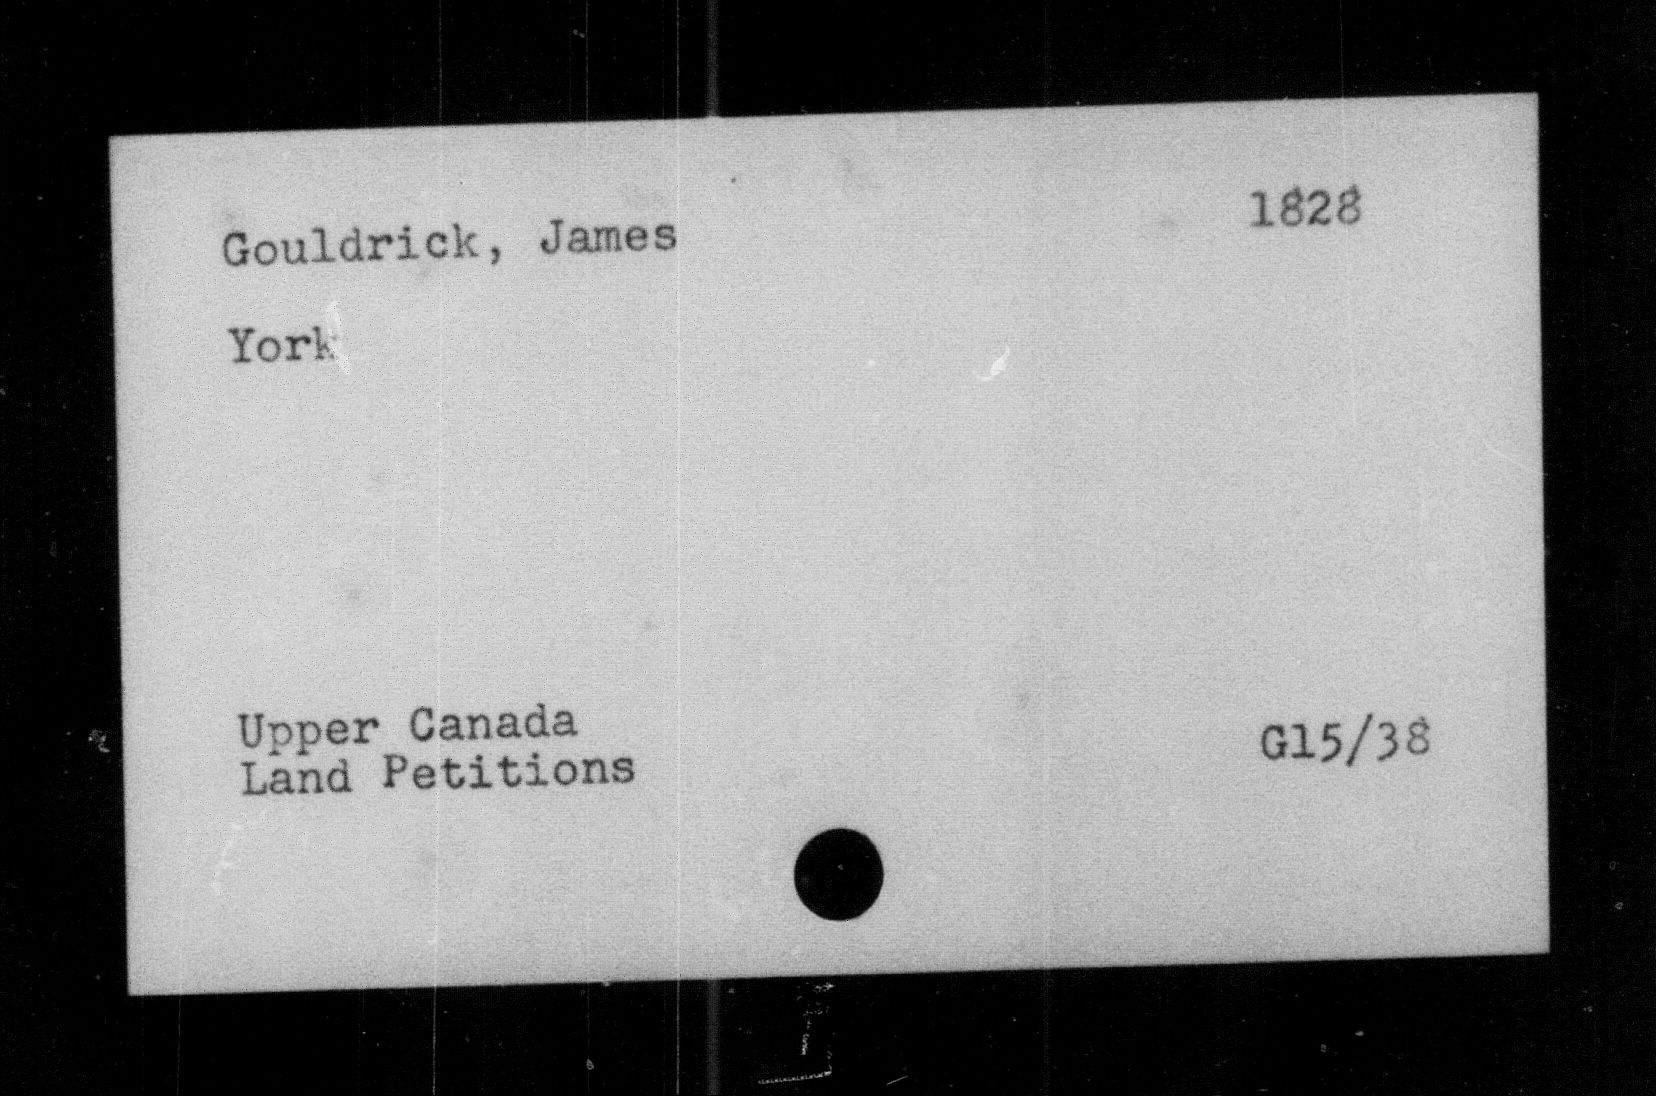 Gouldrick, James 1828
York
Upper Canada
Land Petitions G15/38